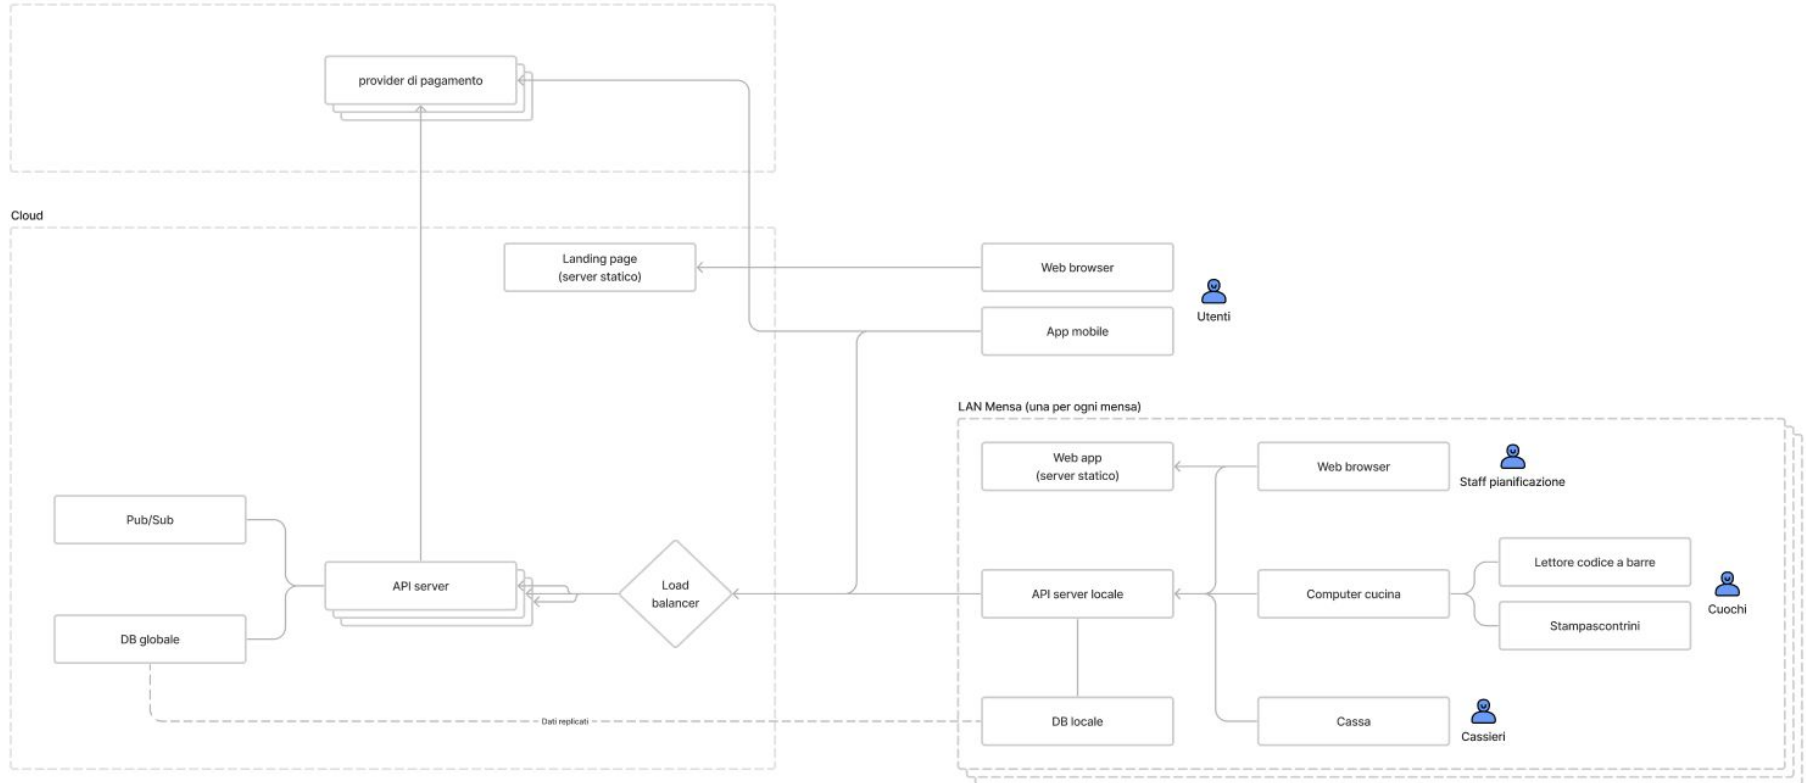 provider di pagamento
Cloud
Landing page
(server statico)
Web browser
App mobile
Utenti
LAN Mensa (una per ogni mensa)
Web app
(server statico)
Web browser
Staff pianificazione
Pub/Sub
API server
DB globale
Load
balancer
API server locale
Computer cucina
Lettore codice a barre
Stampascontrini
Cuochi
Dati replicati
DB locale
Cassa
Cassieri